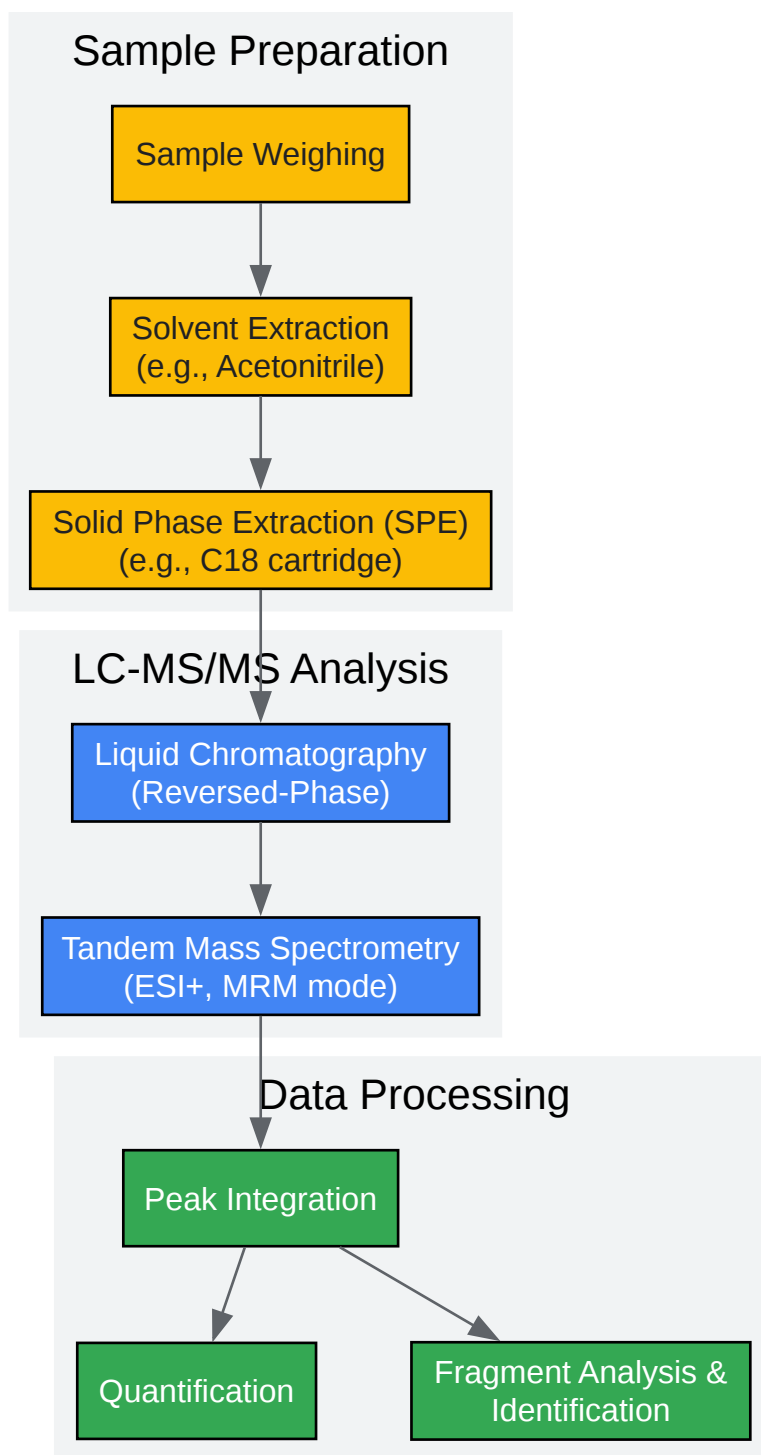 Sample Preparation
Sample Weighing
Solvent Extraction
(e.g., Acetonitrile)
Solid Phase Extraction (SPE)
(e.g., C18 cartridge)
LC-MS/MS Analysis
Liquid Chromatography
(Reversed-Phase)
Tandem Mass Spectrometry
(ESI+, MRM mode)
Data Processing
Peak Integration
Quantification
Fragment Analysis &
Identification